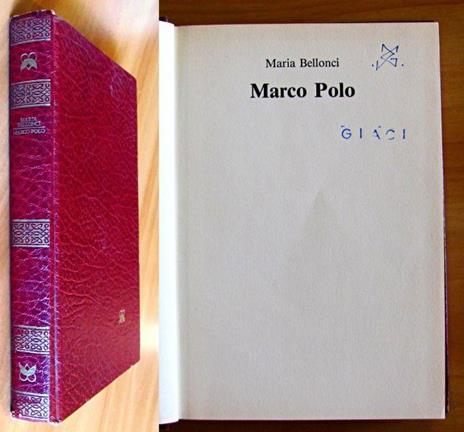 MARIA
BELLONCI
MARCO POLO
Maria Bellonci
Marco Polo
GIACI